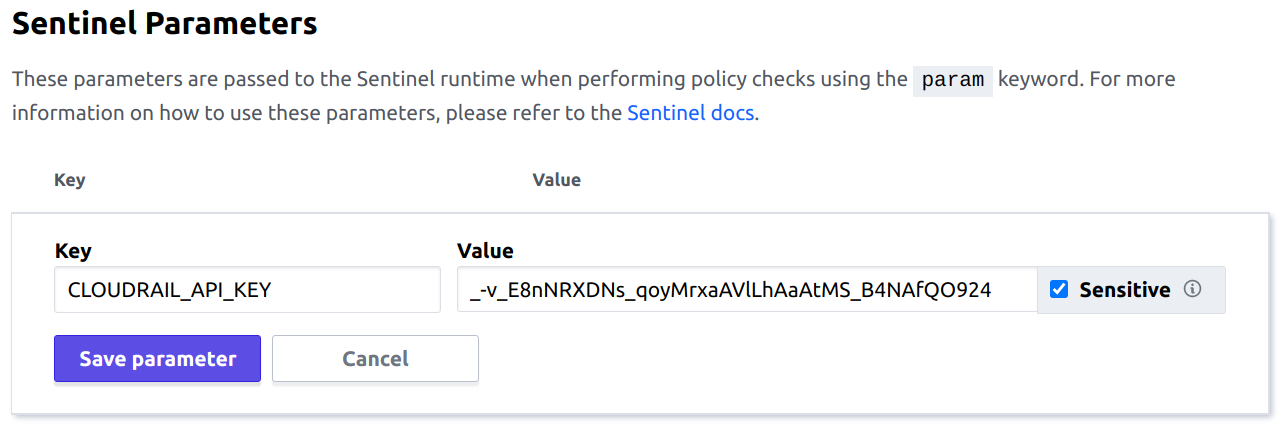 Sentinel Parameters
These parameters are passed to the Sentinel runtime when performing policy checks using the param keyword. For more
information on how to use these parameters, please refer to the Sentinel docs.
Key Value
Key Value
CLOUDRAIL_API_KEY _-v_E8nNRXDNs_qoyMrxaAVlLhAaAtMS_B4NAfQO924 Sensitive
Save parameter Cancel